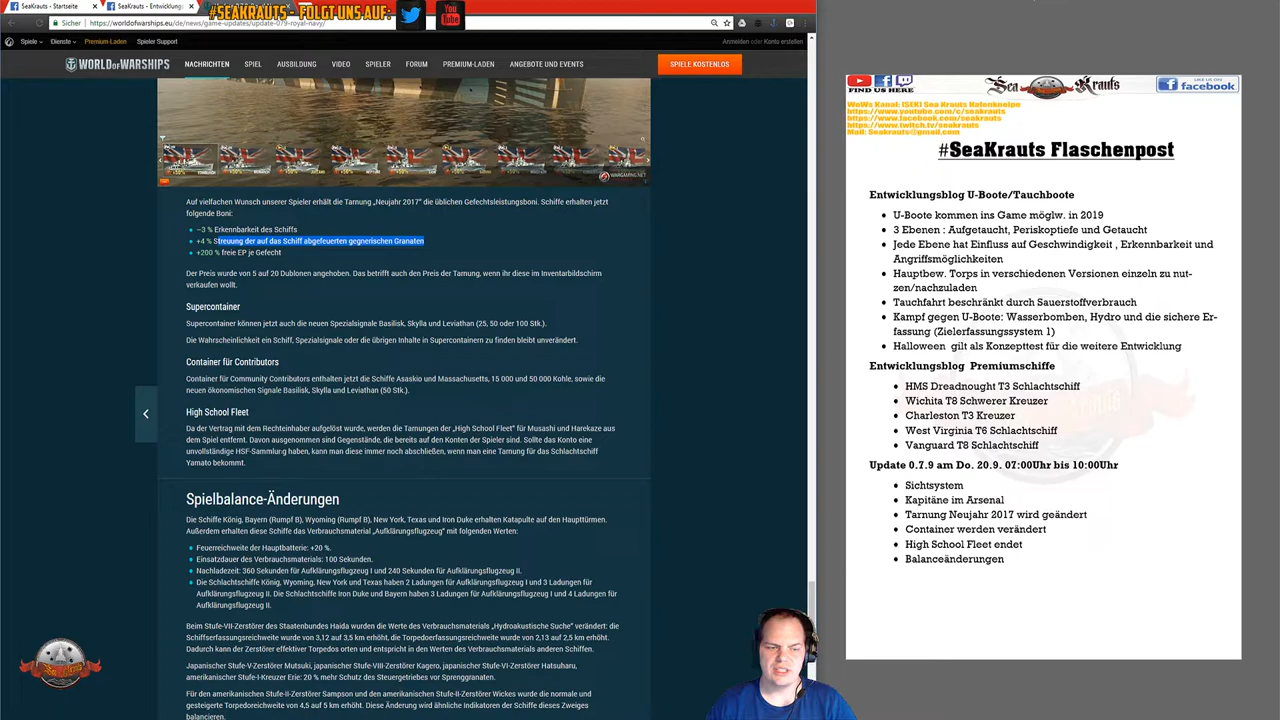 SeaKrauts - Startseite
SeaKrauts - Entwicklungs
#SEAKRAUTS - FOLGT UNS AUF:
You
Tube
Sicher
https://worldofwarships.eu/de/news/game-updates/update-079-royal-navy/
Spiele
Dienste
Premium-Laden
Spieler Support
Anmelden oder Konto erstellen
WORLD OF WARSHIPS
NACHRICHTEN
SPIEL
AUSBILDUNG
VIDEO
SPIELER
FORUM
PREMIUM-LADEN
ANGEBOTE UND EVENTS
SPIELE KOSTENLOS
WARGAMING.NET
Auf vielfachen Wunsch unserer Spieler erhält die Tarnung „Neujahr 2017“ die üblichen Gefechtsleistungsboni. Schiffe erhalten jetzt
folgende Boni:
–3 % Erkennbarkeit des Schiffs
+4 % Streuung der auf das Schiff abgefeuerten gegnerischen Granaten
+200 % freie EP je Gefecht
Der Preis wurde von 5 auf 20 Dublonen angehoben. Das betrifft auch den Preis der Tarnung, wenn ihr diese im Inventarbildschirm
verkaufen wollt.
Supercontainer
Supercontainer können jetzt auch die neuen Spezialsignale Basilisk, Skylla und Leviathan (25, 50 oder 100 Stk.).
Die Wahrscheinlichkeit ein Schiff, Spezialsignale oder die übrigen Inhalte in Supercontainern zu finden bleibt unverändert.
Container für Contributors
Container für Community Contributors enthalten jetzt die Schiffe Asaskio und Massachusetts, 15 000 und 50 000 Kohle, sowie die
neuen ökonomischen Signale Basilisk, Skylla und Leviathan (50 Stk.).
High School Fleet
Da der Vertrag mit dem Rechteinhaber aufgelöst wurde, werden die Tarnungen der „High School Fleet“ für Musashi und Harekaze aus
dem Spiel entfernt. Davon ausgenommen sind Gegenstände, die bereits auf den Konten der Spieler sind. Sollte das Konto eine
unvollständige HSF-Sammlung haben, kann man diese immer noch abschließen, wenn man eine Tarnung für das Schlachtschiff
Yamato bekommt.
Spielbalance-Änderungen
Die Schiffe König, Bayern (Rumpf B), Wyoming (Rumpf B), New York, Texas und Iron Duke erhalten Katapulte auf den Haupttürmen.
Außerdem erhalten diese Schiffe das Verbrauchsmaterial „Aufklärungsflugzeug“ mit folgenden Werten:
Feuerreichweite der Hauptbatterie: +20 %.
Einsatzdauer des Verbrauchsmaterials: 100 Sekunden.
Nachladezeit: 360 Sekunden für Aufklärungsflugzeug I und 240 Sekunden für Aufklärungsflugzeug II.
Die Schlachtschiffe König, Wyoming, New York und Texas haben 2 Ladungen für Aufklärungsflugzeug I und 3 Ladungen für
Aufklärungsflugzeug II. Die Schlachtschiffe Iron Duke und Bayern haben 3 Ladungen für Aufklärungsflugzeug I und 4 Ladungen für
Aufklärungsflugzeug II.
Beim Stufe-VII-Zerstörer des Staatenbundes Haida wurden die Werte des Verbrauchsmaterials „Hydroakustische Suche“ verändert: die
Schiffserfassungsreichweite wurde von 3,12 auf 3,5 km erhöht, die Torpedoerfassungsreichweite wurde von 2,13 auf 2,5 km erhöht.
Dadurch kann der Zerstörer effektiver Torpedos orten und entspricht in den Werten des Verbrauchsmaterials anderen Schiffen.
Japanischer Stufe-V-Zerstörer Mutsuki, japanischer Stufe-VIII-Zerstörer Kagero, japanischer Stufe-VI-Zerstörer Hatsuharu,
amerikanischer Stufe-I-Kreuzer Erie: 20 % mehr Schutz des Steuergetriebes vor Sprenggranaten.
Für den amerikanischen Stufe-II-Zerstörer Sampson und den amerikanischen Stufe-II-Zerstörer Wickes wurde die normale und
gesteigerte Torpedoreichweite von 4,5 auf 5 km erhöht. Diese Änderung wird ähnliche Indikatoren der Schiffe dieses Zweiges
balancieren.
FIND US HERE
Sea Krauts
LIKE US ON
facebook
WoWs Kanal: ISEKI Sea Krauts Hafenkneipe
https://www.youtube.com/c/seakrauts
https://www.facebook.com/seakrauts
https://www.twitch.tv/seakrauts
Mail: Seakrauts@gmail.com
#SeaKrauts Flaschenpost
Entwicklungsblog U-Boote/Tauchboote
U-Boote kommen ins Game möglw. in 2019
3 Ebenen : Aufgetaucht, Periskoptiefe und Getaucht
Jede Ebene hat Einfluss auf Geschwindigkeit , Erkennbarkeit und
Angriffsmöglichkeiten
Hauptbew. Torps in verschiedenen Versionen einzeln zu nut-
zen/nachzuladen
Tauchfahrt beschränkt durch Sauerstoffverbrauch
Kampf gegen U-Boote: Wasserbomben, Hydro und die sichere Er-
fassung (Zielerfassungssystem 1)
Halloween gilt als Konzepttest für die weitere Entwicklung
Entwicklungsblog Premiumschiffe
HMS Dreadnought T3 Schlachtschiff
Wichita T8 Schwerer Kreuzer
Charleston T3 Kreuzer
West Virginia T6 Schlachtschiff
Vanguard T8 Schlachtschiff
Update 0.7.9 am Do. 20.9. 07:00Uhr bis 10:00Uhr
Sichtsystem
Kapitäne im Arsenal
Tarnung Neujahr 2017 wird geändert
Container werden verändert
High School Fleet endet
Balanceänderungen